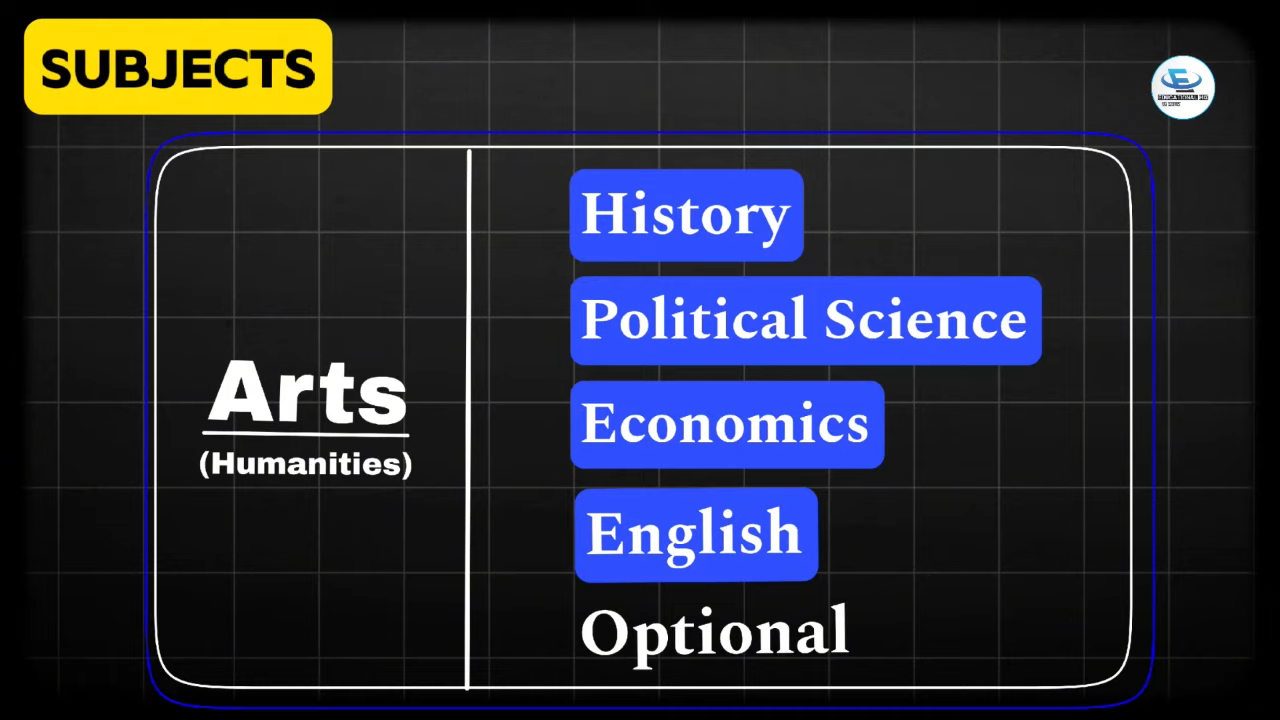 SUBJECTS
History
Political Science
Economics
English
Optional
Arts
(Humanities)